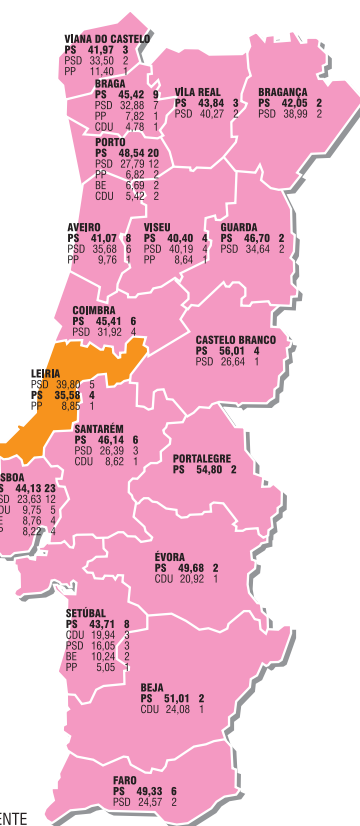 VIANA DO CASTELO
PS 41,97 3
PSD 33,50 2
PP 11,40 1
BRAGA
PS 45,42 9
PSD 32,88 7
PP 7,82 1
CDU 4,78 1
VILA REAL
PS 43,84 3
PSD 40,27 2
BRAGANÇA
PS 42,05 2
PSD 38,99 2
PORTO
PS 48,54 20
PSD 27,79 12
PP 6,82 2
BE 6,69 2
CDU 5,42 2
AVEIRO
PS 41,07 8
PSD 35,68 6
PP 9,76 1
VISEU
PS 40,40 4
PSD 40,19 4
PP 8,64 1
GUARDA
PS 46,70 2
PSD 34,64 2
COIMBRA
PS 45,41 6
PSD 31,92 4
CASTELO BRANCO
PS 56,01 4
PSD 26,64 1
LEIRIA
PSD 39,80 5
PS 35,58 4
PP 8,85 1
SANTARÉM
PS 46,14 6
PSD 26,39 3
CDU 8,62 1
PORTALEGRE
PS 54,80 2
ISBOA
S 44,13 23
SD 23,63 12
DU 9,75 5
E 8,76 4
P 8,22 4
ÉVORA
PS 49,68 2
CDU 20,92 1
SETÚBAL
PS 43,71 8
CDU 19,94 3
PSD 16,05 3
BE 10,24 2
PP 5,05 1
BEJA
PS 51,01 2
CDU 24,08 1
FARO
PS 49,33 6
PSD 24,57 2
ENTE